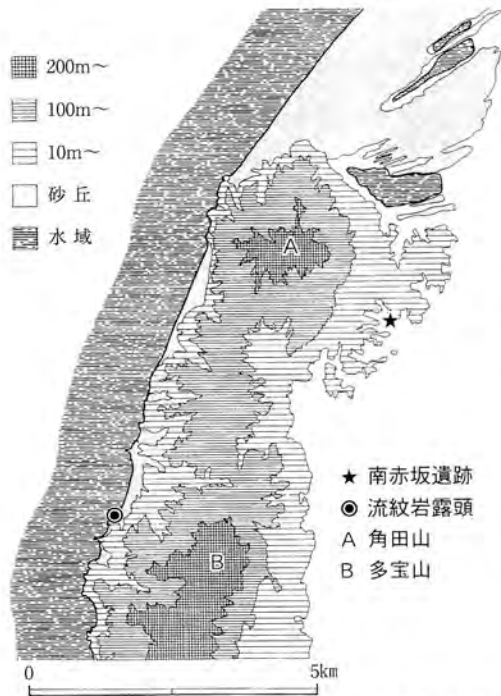 200m~
100m~
10m~
砂丘
水域
A
★ 南赤坂遺跡
◉ 流紋岩露頭
A 角田山
B 多宝山
B
0 5km